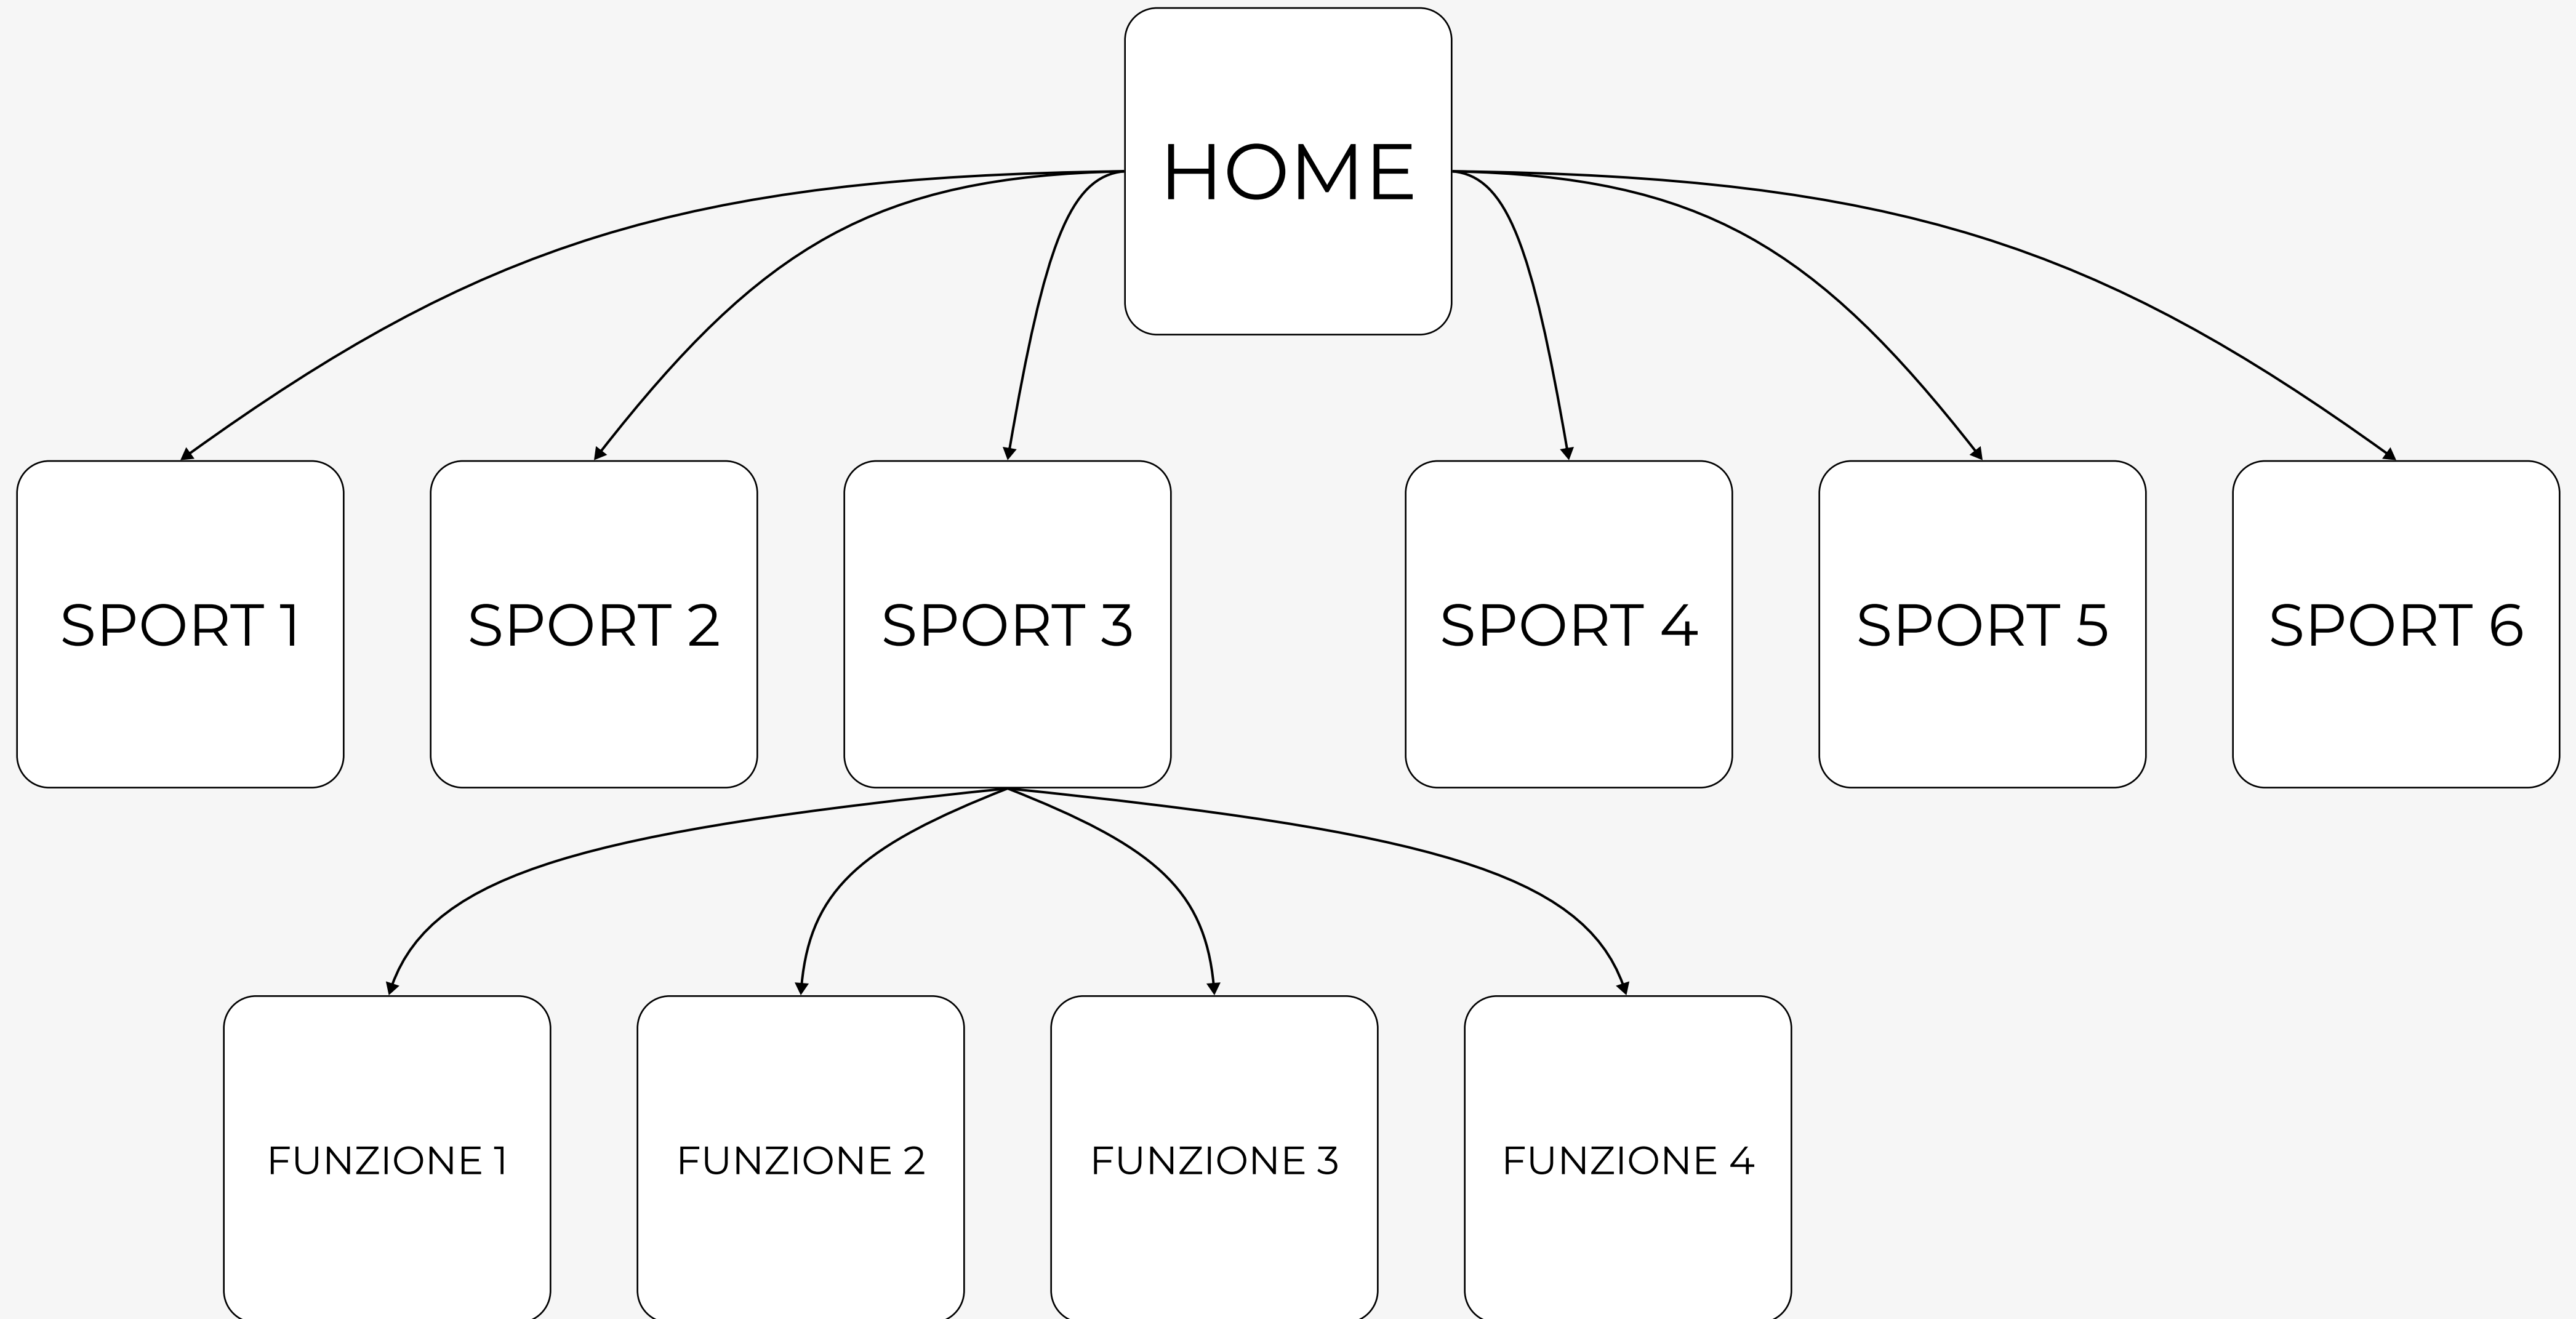 HOME
SPORT 1
SPORT 2
SPORT 3
SPORT 4
SPORT 5
SPORT 6
FUNZIONE 1
FUNZIONE 2
FUNZIONE 3
FUNZIONE 4